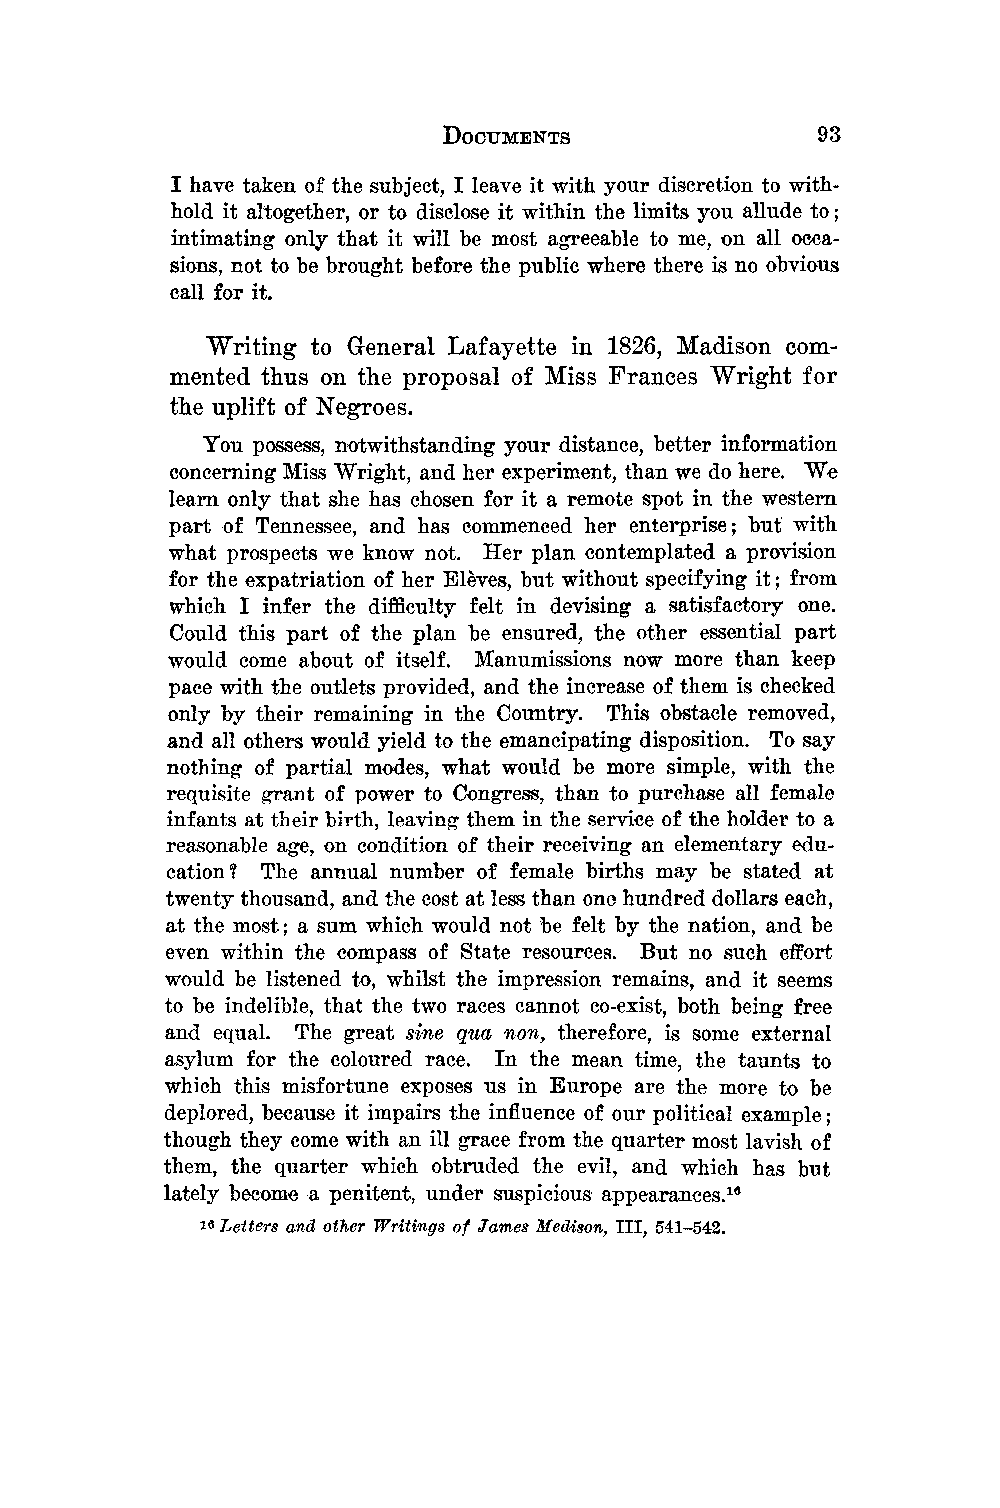 DOCUMENTS 93
I have taken of the subject, I leave it with your discretion to with-
hold it altogether, or to disclose it within the limits you allude to;
intimating only that it will be most agreeable to me, on all occa-
sions, not to be brought before the public where there is no obvious
call for it.
Writing to General Lafayette in 1826, Madison com-
mented thus on the proposal of Miss Frances Wright for
the uplift of Negroes.
You possess, notwithstanding your distance, better information
concerning Miss Wright, and her experiment, than we do here. We
learn only that she has chosen for it a remote spot in the western
part of Tennessee, and has commenced her enterprise; but with
what prospects we know not. Her plan contemplated a provision
for the expatriation of her Elèves, but without specifying it; from
which I infer the difficulty felt in devising a satisfactory one.
Could this part of the plan be ensured, the other essential part
would come about of itself. Manumissions now more than keep
pace with the outlets provided, and the increase of them is checked
only by their remaining in the Country. This obstacle removed,
and all others would yield to the emancipating disposition. To say
nothing of partial modes, what would be more simple, with the
requisite grant of power to Congress, than to purchase all female
infants at their birth, leaving them in the service of the holder to a
reasonable age, on condition of their receiving an elementary edu-
cation? The annual number of female births may be stated at
twenty thousand, and the cost at less than one hundred dollars each,
at the most; a sum which would not be felt by the nation, and be
even within the compass of State resources. But no such effort
would be listened to, whilst the impression remains, and it seems
to be indelible, that the two races cannot co-exist, both being free
and equal. The great sine qua non, therefore, is some external
asylum for the coloured race. In the mean time, the taunts to
which this misfortune exposes us in Europe are the more to be
deplored, because it impairs the influence of our political example;
though they come with an ill grace from the quarter most lavish of
them, the quarter which obtruded the evil, and which has but
lately become a penitent, under suspicious appearances.¹⁶
¹⁶ Letters and other Writings of James Medison, III, 541–542.